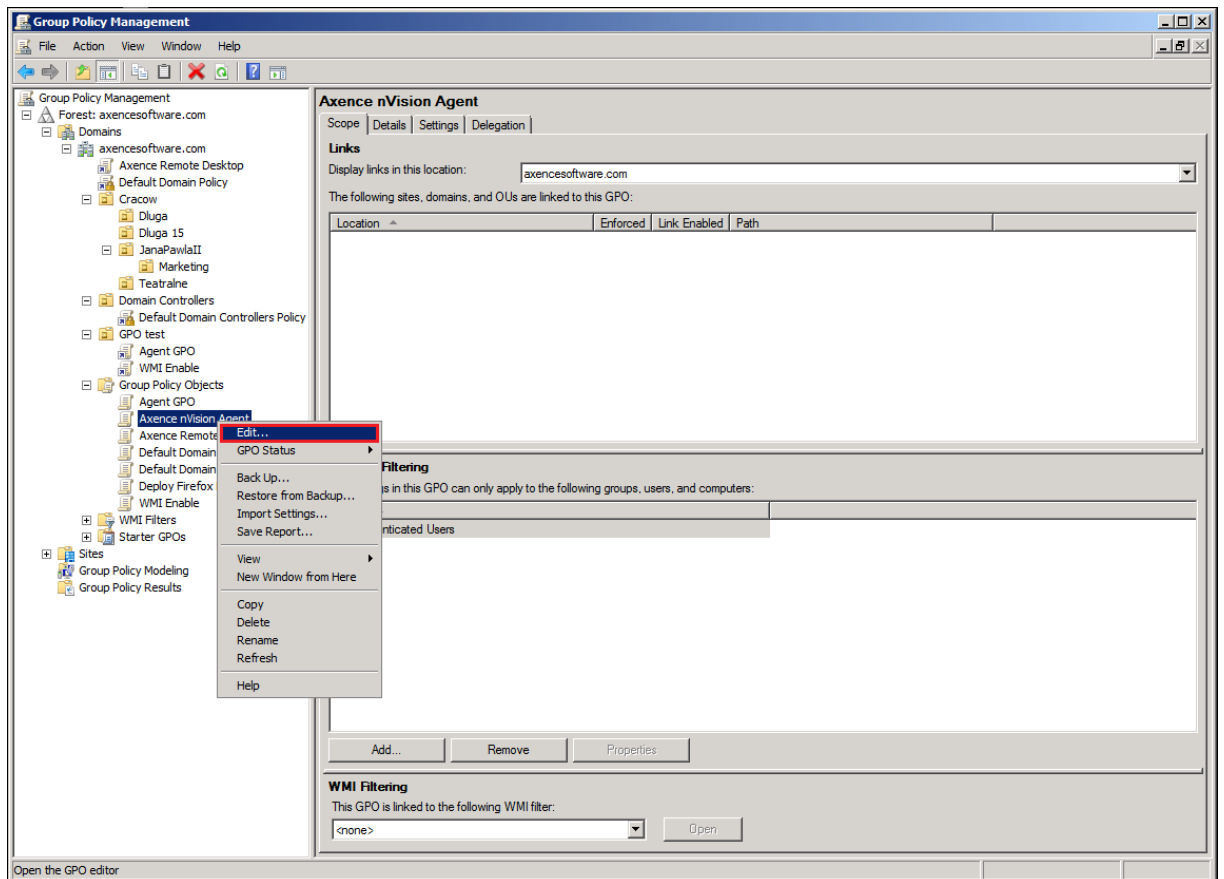 Group Policy Management
File Action View Window Help
Group Policy Management
Forest: axencesoftware.com
Domains
axencesoftware.com
Axence Remote Desktop
Default Domain Policy
Cracow
Dluga
Dluga 15
JanaPawlaII
Marketing
Teatralne
Domain Controllers
Default Domain Controllers Policy
GPO test
Agent GPO
WMI Enable
Group Policy Objects
Agent GPO
Axence nVision Agent
Axence Remote
Default Domain
Default Domain
Deploy Firefox
WMI Enable
WMI Filters
Starter GPOs
Sites
Group Policy Modeling
Group Policy Results
Edit...
GPO Status
Back Up...
Restore from Backup...
Import Settings...
Save Report...
View
New Window from Here
Copy
Delete
Rename
Refresh
Help
Axence nVision Agent
Scope Details Settings Delegation
Links
Display links in this location: axencesoftware.com
The following sites, domains, and OUs are linked to this GPO:
Location Enforced Link Enabled Path
Filtering
s in this GPO can only apply to the following groups, users, and computers:
nticated Users
Add... Remove Properties
WMI Filtering
This GPO is linked to the following WMI filter:
<none> Open
Open the GPO editor